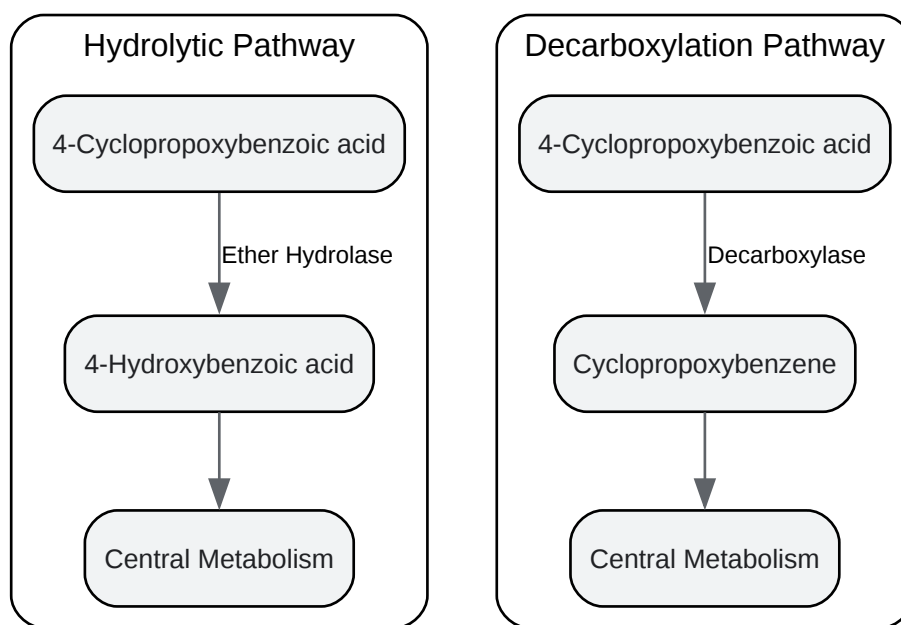 Hydrolytic Pathway
4-Cyclopropoxybenzoic acid
Ether Hydrolase
4-Hydroxybenzoic acid
Central Metabolism
Decarboxylation Pathway
4-Cyclopropoxybenzoic acid
Decarboxylase
Cyclopropoxybenzene
Central Metabolism